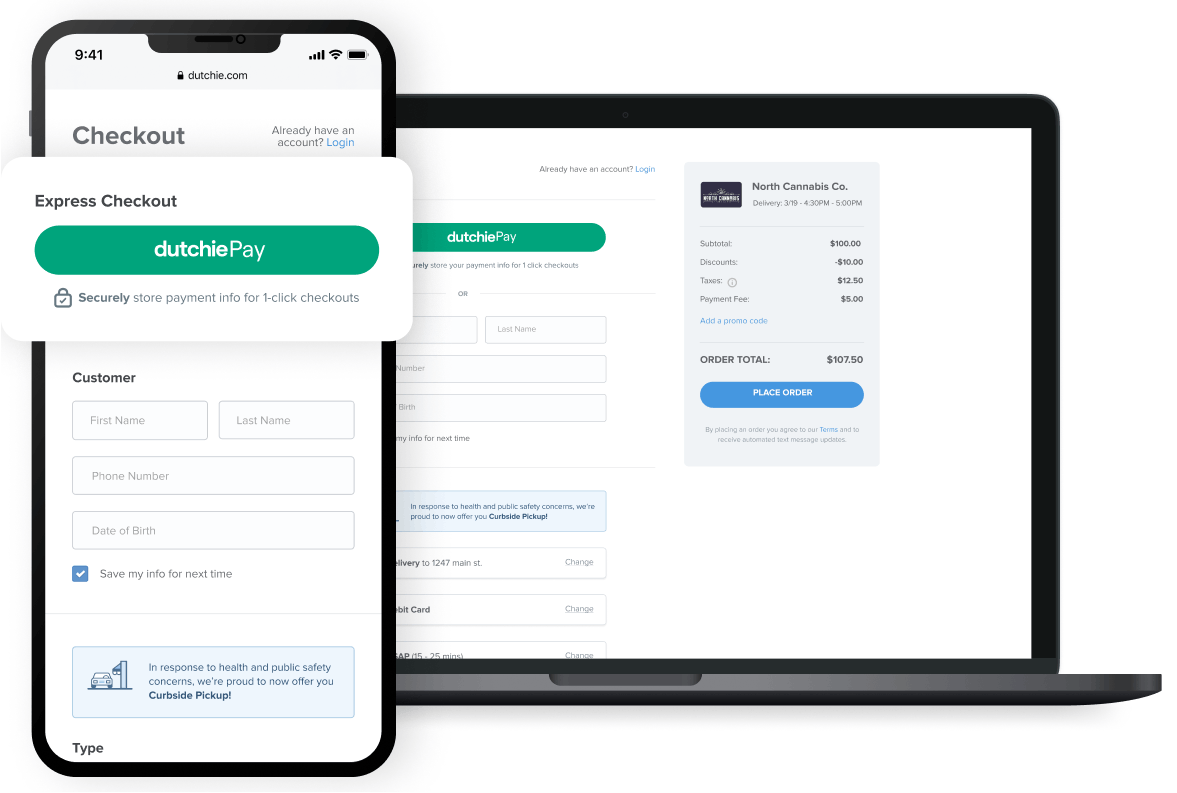 9:41
dutchie.com
Checkout
Already have an
account? Login
Express Checkout
dutchiePay
Securely store payment info for 1-click checkouts
Customer
First Name
Last Name
Phone Number
Date of Birth
Save my info for next time
In response to health and public safety
concerns, we're proud to now offer you
Curbside Pickup!
Type
Already have an account? Login
dutchiePay
urely store your payment info for 1 click checkouts
OR
Last Name
Number
Birth
my info for next time
In response to health and public safety concerns, we're
proud to now offer you Curbside Pickup!
elivery to 1247 main st.
Change
ebit Card
Change
SAP (15 - 25 mins)
Change
NORTH CANNABIS
North Cannabis Co.
Delivery: 3/19 - 4:30PM - 5:00PM
Subtotal: $100.00
Discounts: -$10.00
Taxes: $12.50
Payment Fee: $5.00
Add a promo code
ORDER TOTAL: $107.50
PLACE ORDER
By placing an order you agree to our Terms and to
receive automated text message updates.